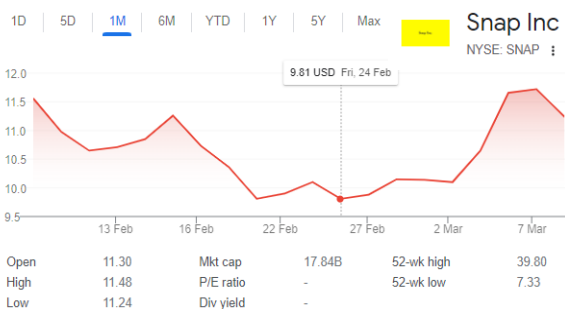 1D 5D 1M 6M YTD 1Y 5Y Max
Snap Inc
NYSE: SNAP
9.81 USD Fri, 24 Feb
12.0
11.5
11.0
10.5
10.0
9.5
13 Feb 16 Feb 22 Feb 27 Feb 2 Mar 7 Mar
Open 11.30 Mkt cap 17.84B 52-wk high 39.80
High 11.48 P/E ratio - 52-wk low 7.33
Low 11.24 Div yield -